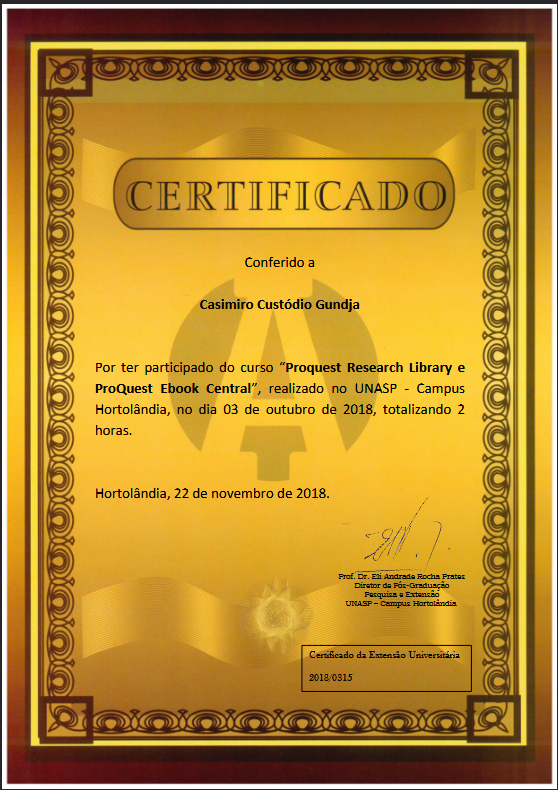 CERTIFICADO
Conferido a
Casimiro Custódio Gundja
Por ter participado do curso “Proquest Research Library e
ProQuest Ebook Central”, realizado no UNASP - Campus
Hortolândia, no dia 03 de outubro de 2018, totalizando 2
horas.
Hortolândia, 22 de novembro de 2018.
Prof. Dr. Eli Andrade Rocha Prates
Diretor de Pós-Graduação
Pesquisa e Extensão
UNASP – Campus Hortolândia
Certificado da Extensão Universitária
2018/0315